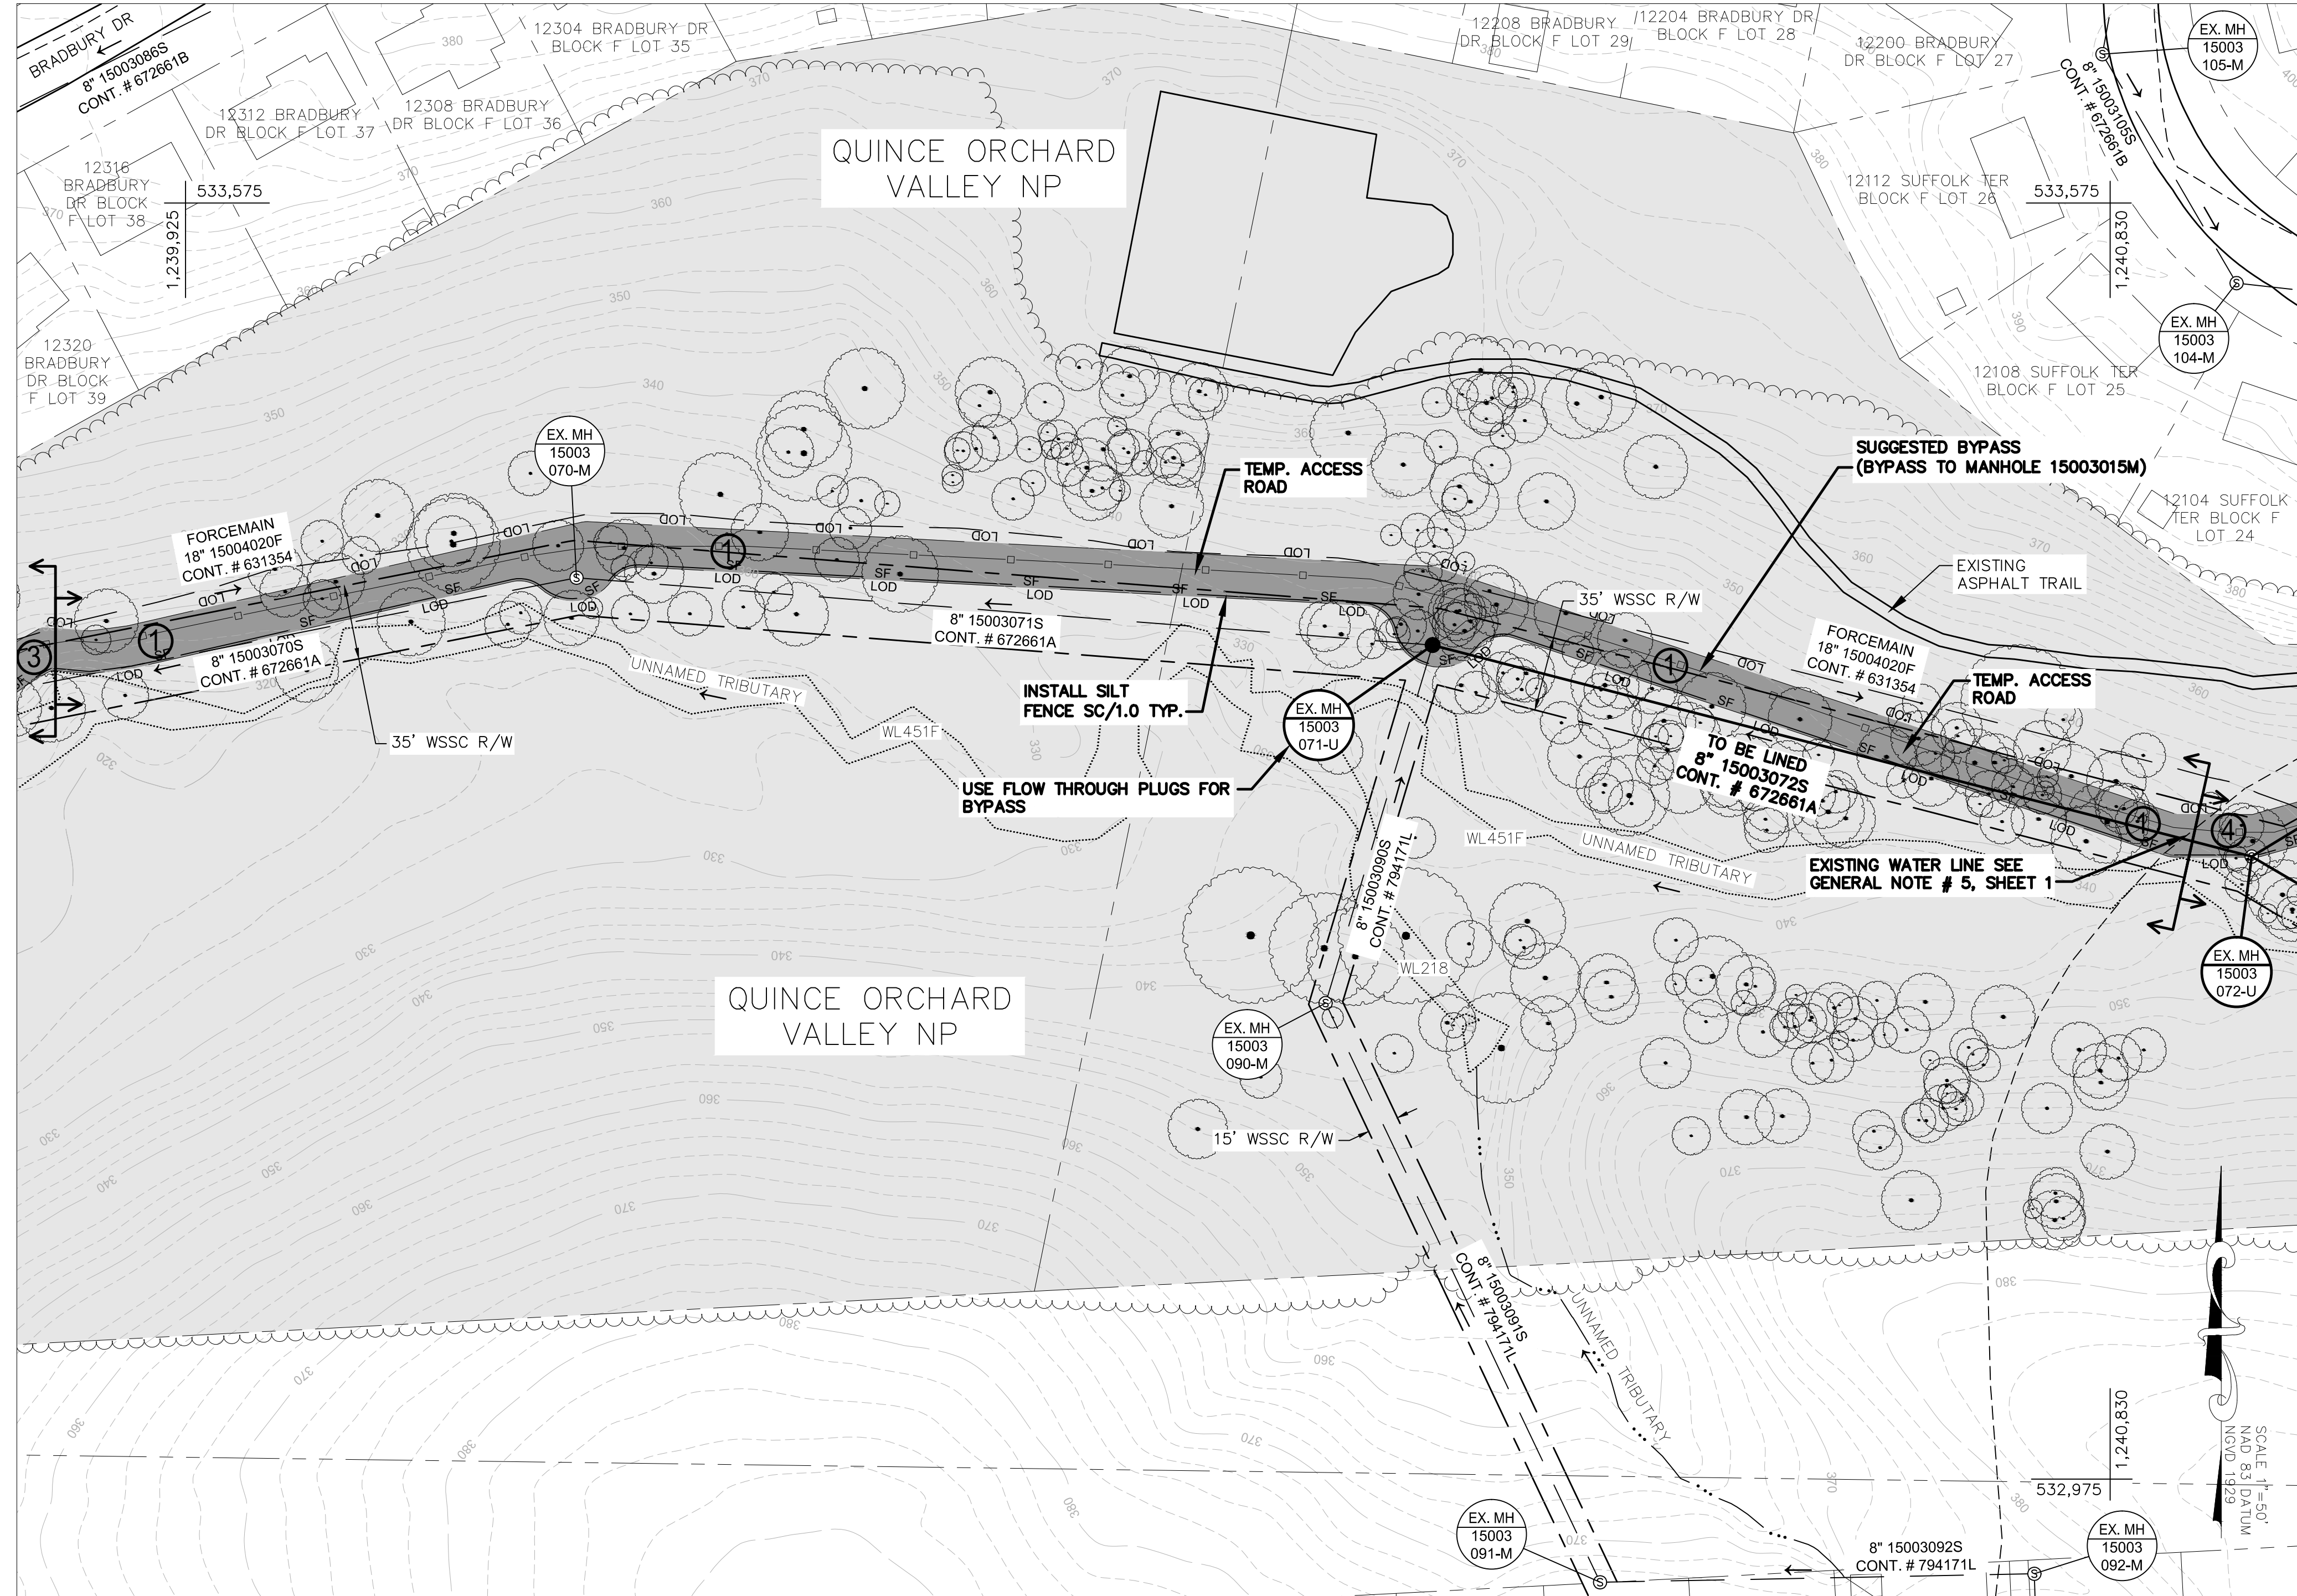 BRADBURY DR
8" 15003086S
CONT. # 672661B
12304 BRADBURY DR
BLOCK F LOT 35
12312 BRADBURY
DR BLOCK F LOT 37
12308 BRADBURY
DR BLOCK F LOT 36
12316
BRADBURY
DR BLOCK
F LOT 38
12320
BRADBURY
DR BLOCK
F LOT 39
533,575
1,239,925
QUINCE ORCHARD
VALLEY NP
12208 BRADBURY
DR BLOCK F LOT 29
12204 BRADBURY DR
BLOCK F LOT 28
12200 BRADBURY
DR BLOCK F LOT 27
EX. MH
15003
105-M
8" 15003105S
CONT. # 672661B
12112 SUFFOLK TER
BLOCK F LOT 26
533,575
1,240,830
EX. MH
15003
104-M
12108 SUFFOLK TER
BLOCK F LOT 25
12104 SUFFOLK
TER BLOCK F
LOT 24
EX. MH
15003
070-M
FORCEMAIN
18" 15004020F
CONT. # 631354
TEMP. ACCESS
ROAD
SUGGESTED BYPASS
(BYPASS TO MANHOLE 15003015M)
EXISTING
ASPHALT TRAIL
35' WSSC R/W
FORCEMAIN
18" 15004020F
CONT. # 631354
TEMP. ACCESS
ROAD
8" 15003070S
CONT. # 672661A
8" 15003071S
CONT. # 672661A
UNNAMED TRIBUTARY
WL451F
35' WSSC R/W
INSTALL SILT
FENCE SC/1.0 TYP.
EX. MH
15003
071-U
USE FLOW THROUGH PLUGS FOR
BYPASS
TO BE LINED
8" 15003072S
CONT. # 672661A
8" 15003090S
CONT. # 794171L
WL451F
UNNAMED TRIBUTARY
EXISTING WATER LINE SEE
GENERAL NOTE # 5, SHEET 1
EX. MH
15003
072-U
WL218
QUINCE ORCHARD
VALLEY NP
EX. MH
15003
090-M
15' WSSC R/W
8" 15003091S
CONT. # 794171L
UNNAMED TRIBUTARY
EX. MH
15003
091-M
8" 15003092S
CONT. # 794171L
EX. MH
15003
092-M
532,975
1,240,830
SCALE 1"=50'
NAD 83 DATUM
NGVD 1929
3
1
1
1
1
4